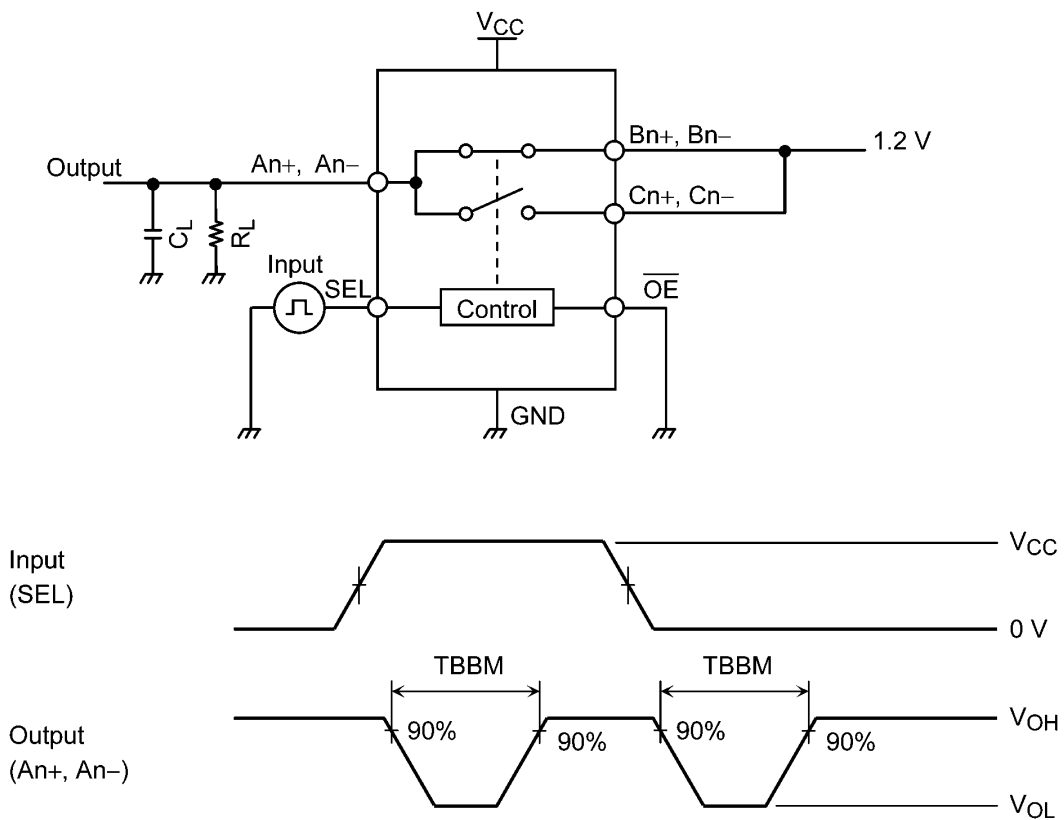 VCC
Bn+, Bn−
1.2 V
Output
An+, An−
Cn+, Cn−
CL
RL
Input
SEL
Control
OE
GND
VCC
Input
(SEL)
0 V
TBBM
TBBM
VOH
Output
(An+, An−)
90%
90%
90%
90%
VOL